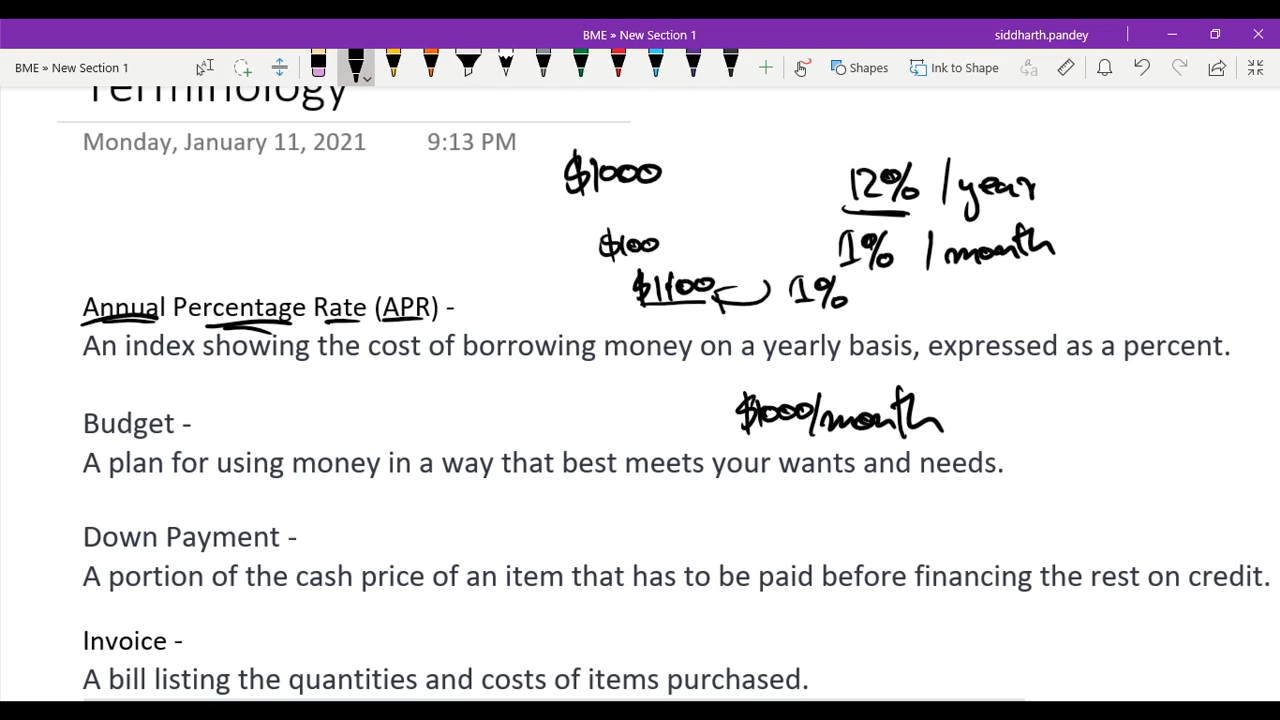 BME » New Section 1
siddharth.pandey
BME » New Section 1
Shapes
Ink to Shape
Terminology
Monday, January 11, 2021 9:13 PM
$1000
12% /year
$100
1% /month
$1100
1%
Annual Percentage Rate (APR) -
An index showing the cost of borrowing money on a yearly basis, expressed as a percent.
$1000/month
Budget -
A plan for using money in a way that best meets your wants and needs.
Down Payment -
A portion of the cash price of an item that has to be paid before financing the rest on credit.
Invoice -
A bill listing the quantities and costs of items purchased.